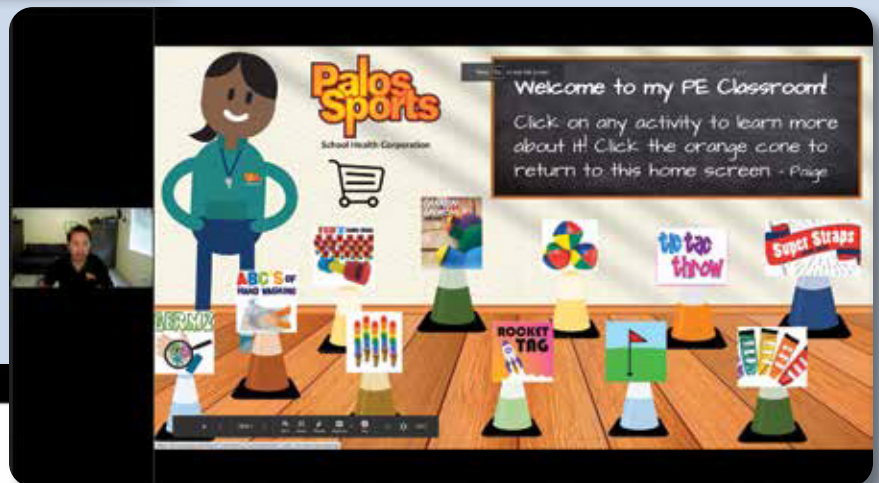 Palos
Sports
School Health Corporation
Welcome to my PE Classroom!
Click on any activity to learn more
about it! Click the orange cone to
return to this home screen - Paige
tic tac
throw
Super Straps
ABC'S OF
HAND WASHING
ROCKET
TAG